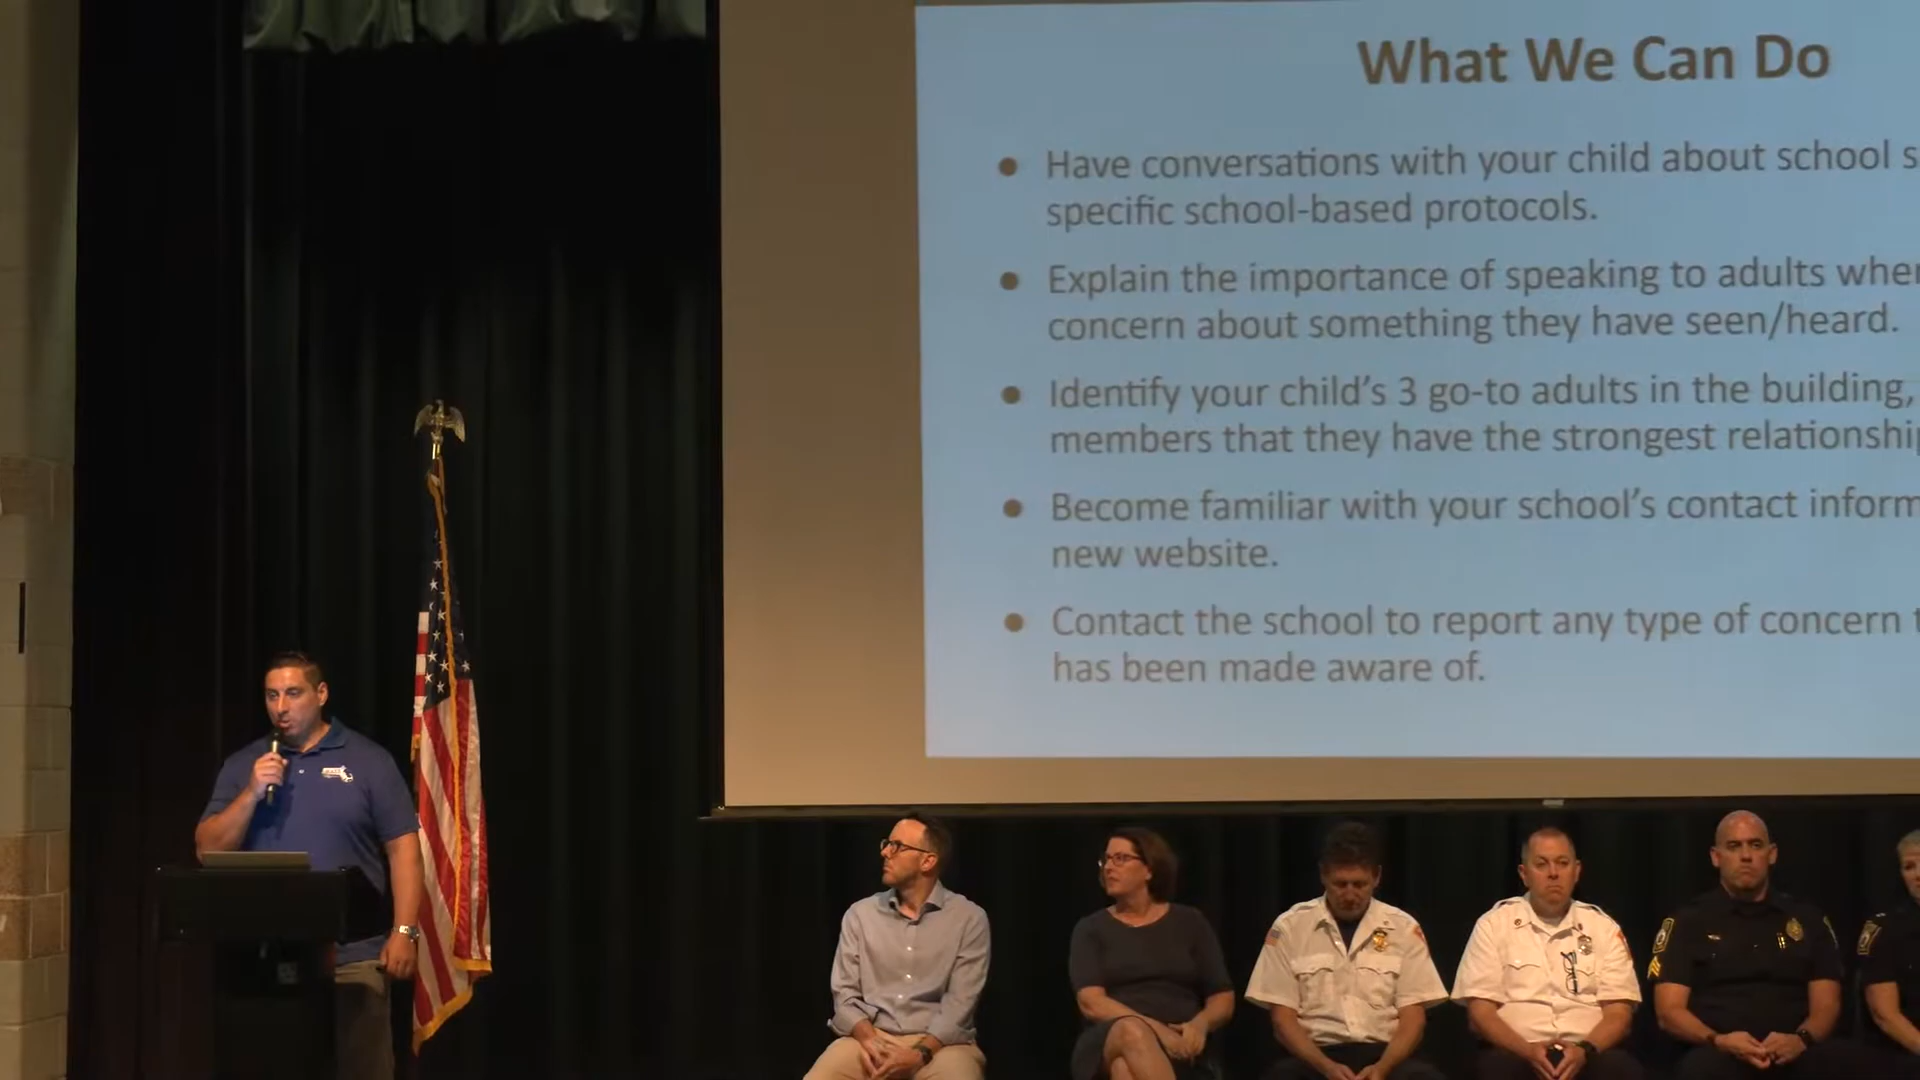 What We Can Do
● Have conversations with your child about school
specific school-based protocols.
● Explain the importance of speaking to adults
concern about something they have seen/heard.
● Identify your child's 3 go-to adults in the building,
members that they have the strongest
● Become familiar with your school's contact
new website.
● Contact the school to report any type of concern
has been made aware of.